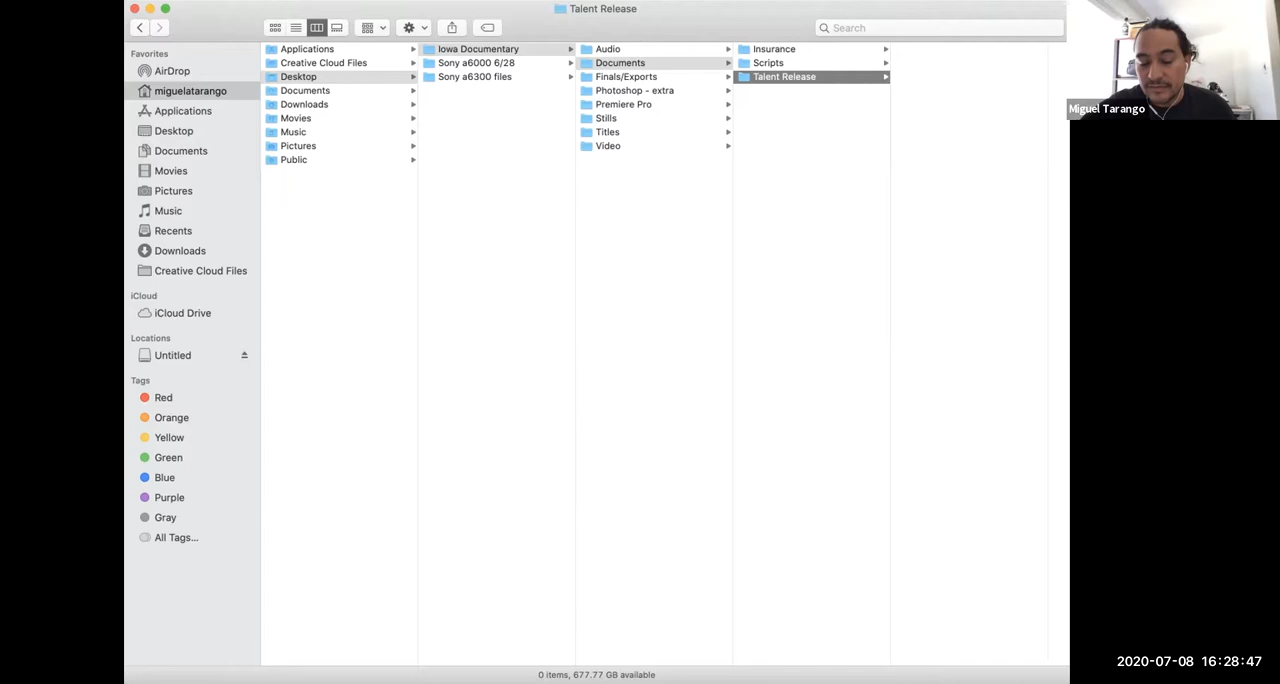 Talent Release
Search
Favorites
AirDrop
miguelatarango
Applications
Desktop
Documents
Movies
Pictures
Music
Recents
Downloads
Creative Cloud Files
iCloud
iCloud Drive
Locations
Untitled
Tags
Red
Orange
Yellow
Green
Blue
Purple
Gray
All Tags...
Applications
Creative Cloud Files
Desktop
Documents
Downloads
Movies
Music
Pictures
Public
Iowa Documentary
Sony a6000 6/28
Sony a6300 files
Audio
Documents
Finals/Exports
Photoshop - extra
Premiere Pro
Stills
Titles
Video
Insurance
Scripts
Talent Release
0 items, 677.77 GB available
Miguel Tarango
2020-07-08 16:28:47